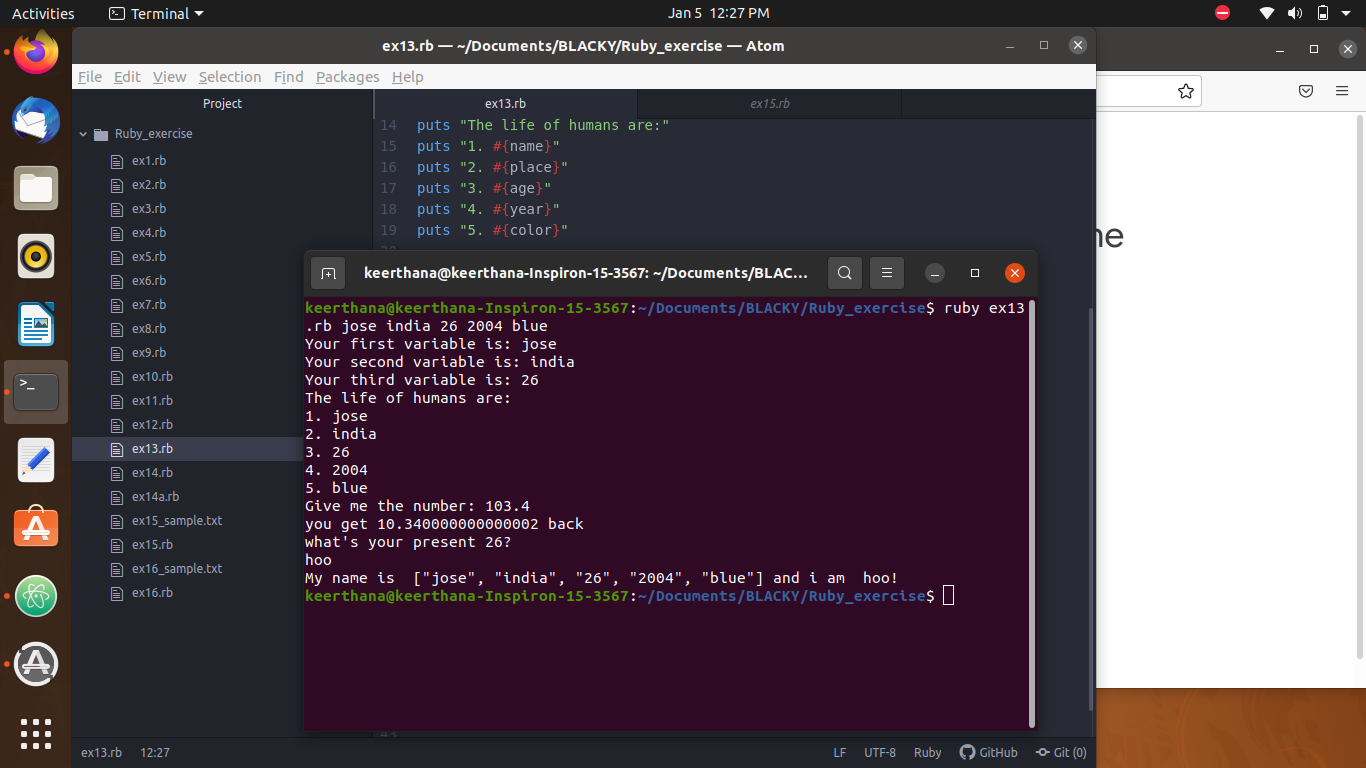 Activities
Terminal
Jan 5 12:27 PM
ex13.rb — ~/Documents/BLACKY/Ruby_exercise — Atom
File Edit View Selection Find Packages Help
Project
Ruby_exercise
ex1.rb
ex2.rb
ex3.rb
ex4.rb
ex5.rb
ex6.rb
ex7.rb
ex8.rb
ex9.rb
ex10.rb
ex11.rb
ex12.rb
ex13.rb
ex14.rb
ex14a.rb
ex15_sample.txt
ex15.rb
ex16_sample.txt
ex16.rb
ex13.rb
ex15.rb
14 puts "The life of humans are:"
15 puts "1. #{name}"
16 puts "2. #{place}"
17 puts "3. #{age}"
18 puts "4. #{year}"
19 puts "5. #{color}"
keerthana@keerthana-Inspiron-15-3567: ~/Documents/BLAC...
keerthana@keerthana-Inspiron-15-3567:~/Documents/BLACKY/Ruby_exercise$ ruby ex13
.rb jose india 26 2004 blue
Your first variable is: jose
Your second variable is: india
Your third variable is: 26
The life of humans are:
1. jose
2. india
3. 26
4. 2004
5. blue
Give me the number: 103.4
you get 10.340000000000002 back
what's your present 26?
hoo
My name is  ["jose", "india", "26", "2004", "blue"] and i am  hoo!
keerthana@keerthana-Inspiron-15-3567:~/Documents/BLACKY/Ruby_exercise$
ex13.rb 12:27
LF UTF-8 Ruby GitHub Git (0)